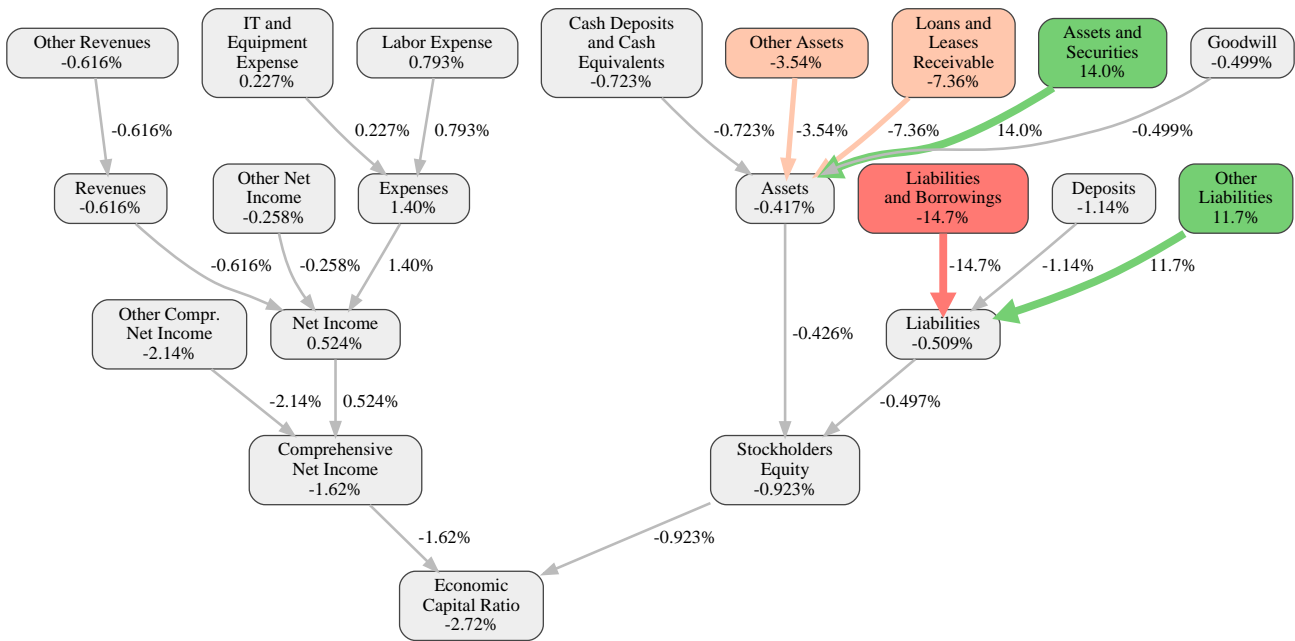 Other Revenues
-0.616%
IT and
Equipment
Expense
0.227%
Labor Expense
0.793%
Cash Deposits
and Cash
Equivalents
-0.723%
Other Assets
-3.54%
Loans and
Leases
Receivable
-7.36%
Assets and
Securities
14.0%
Goodwill
-0.499%
-0.616%
0.227%
0.793%
-0.723%
-3.54%
-7.36%
14.0%
-0.499%
Revenues
-0.616%
Other Net
Income
-0.258%
Expenses
1.40%
Assets
-0.417%
Liabilities
and Borrowings
-14.7%
Deposits
-1.14%
Other
Liabilities
11.7%
-0.616%
-0.258%
1.40%
-14.7%
-1.14%
11.7%
Other Compr.
Net Income
-2.14%
Net Income
0.524%
-0.426%
Liabilities
-0.509%
-2.14%
0.524%
-0.497%
Comprehensive
Net Income
-1.62%
Stockholders
Equity
-0.923%
-1.62%
-0.923%
Economic
Capital Ratio
-2.72%